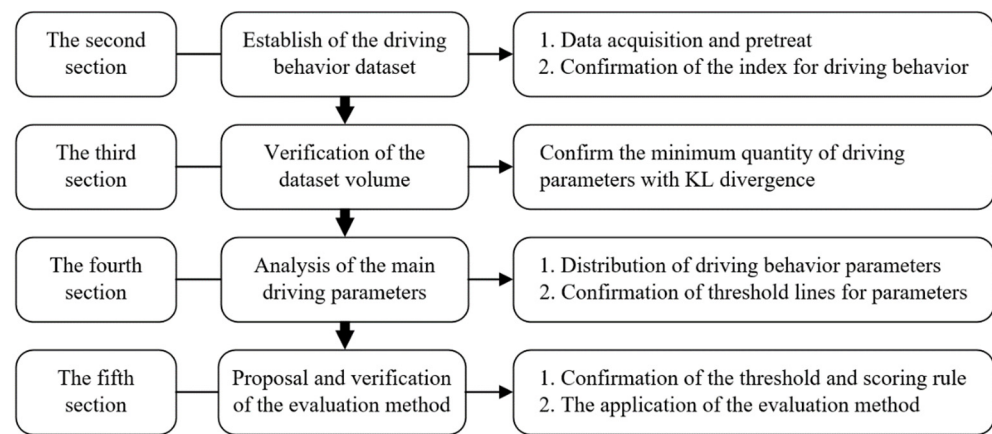 The second
section
Establish of the driving
behavior dataset
1. Data acquisition and pretreat
2. Confirmation of the index for driving behavior
The third
section
Verification of the
dataset volume
Confirm the minimum quantity of driving
parameters with KL divergence
The fourth
section
Analysis of the main
driving parameters
1. Distribution of driving behavior parameters
2. Confirmation of threshold lines for parameters
The fifth
section
Proposal and verification
of the evaluation method
1. Confirmation of the threshold and scoring rule
2. The application of the evaluation method